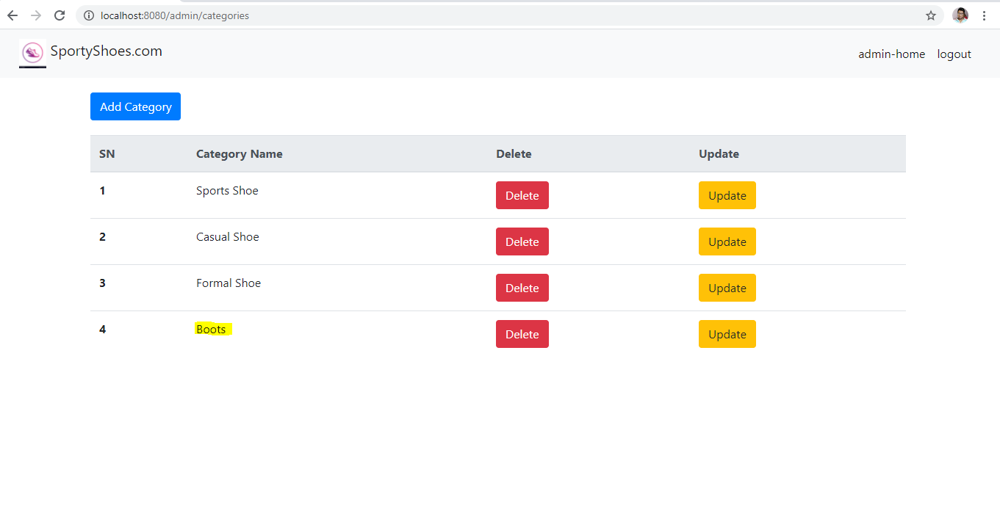 localhost:8080/admin/categories
SportyShoes.com admin-home logout
Add Category
SN Category Name Delete Update
1 Sports Shoe Delete Update
2 Casual Shoe Delete Update
3 Formal Shoe Delete Update
4 Boots Delete Update